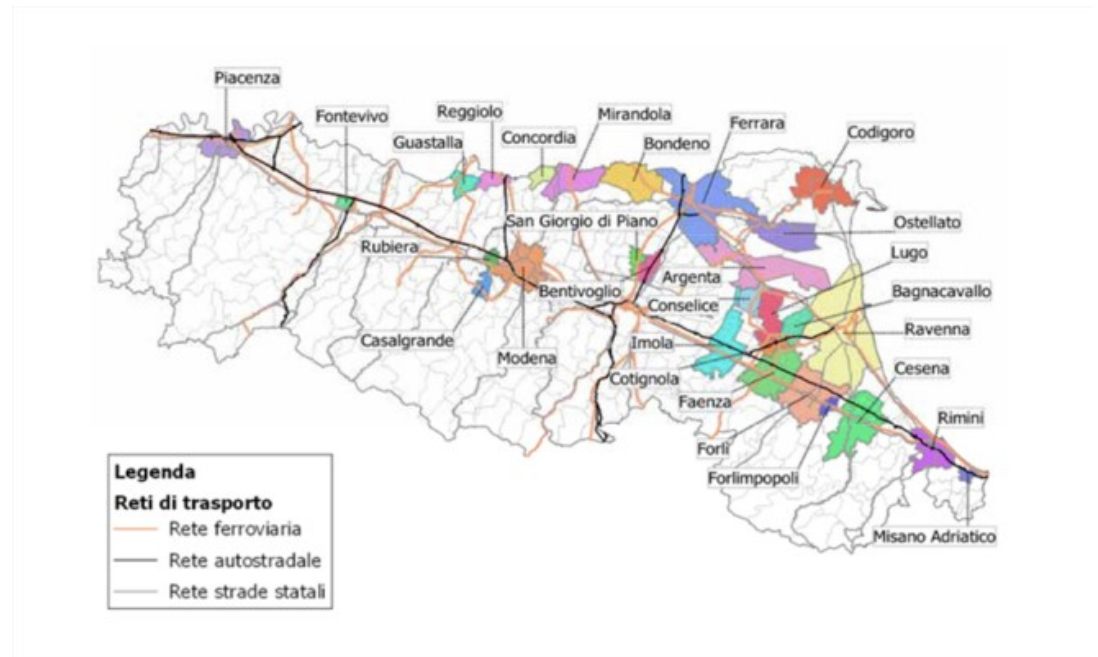 Piacenza
Fontevivo
Reggiolo
Mirandola
Guastalla
Concordia
Ferrara
Bondeno
Codigoro
San Giorgio di Piano
Ostellato
Rubiera
Lugo
Argenta
Bentivoglio
Bagnacavallo
Conselice
Ravenna
Casalgrande
Imola
Modena
Cesena
Cotignola
Faenza
Rimini
Forlì
Forlimpopoli
Misano Adriatico
Legenda
Reti di trasporto
Rete ferroviaria
Rete autostradale
Rete strade statali